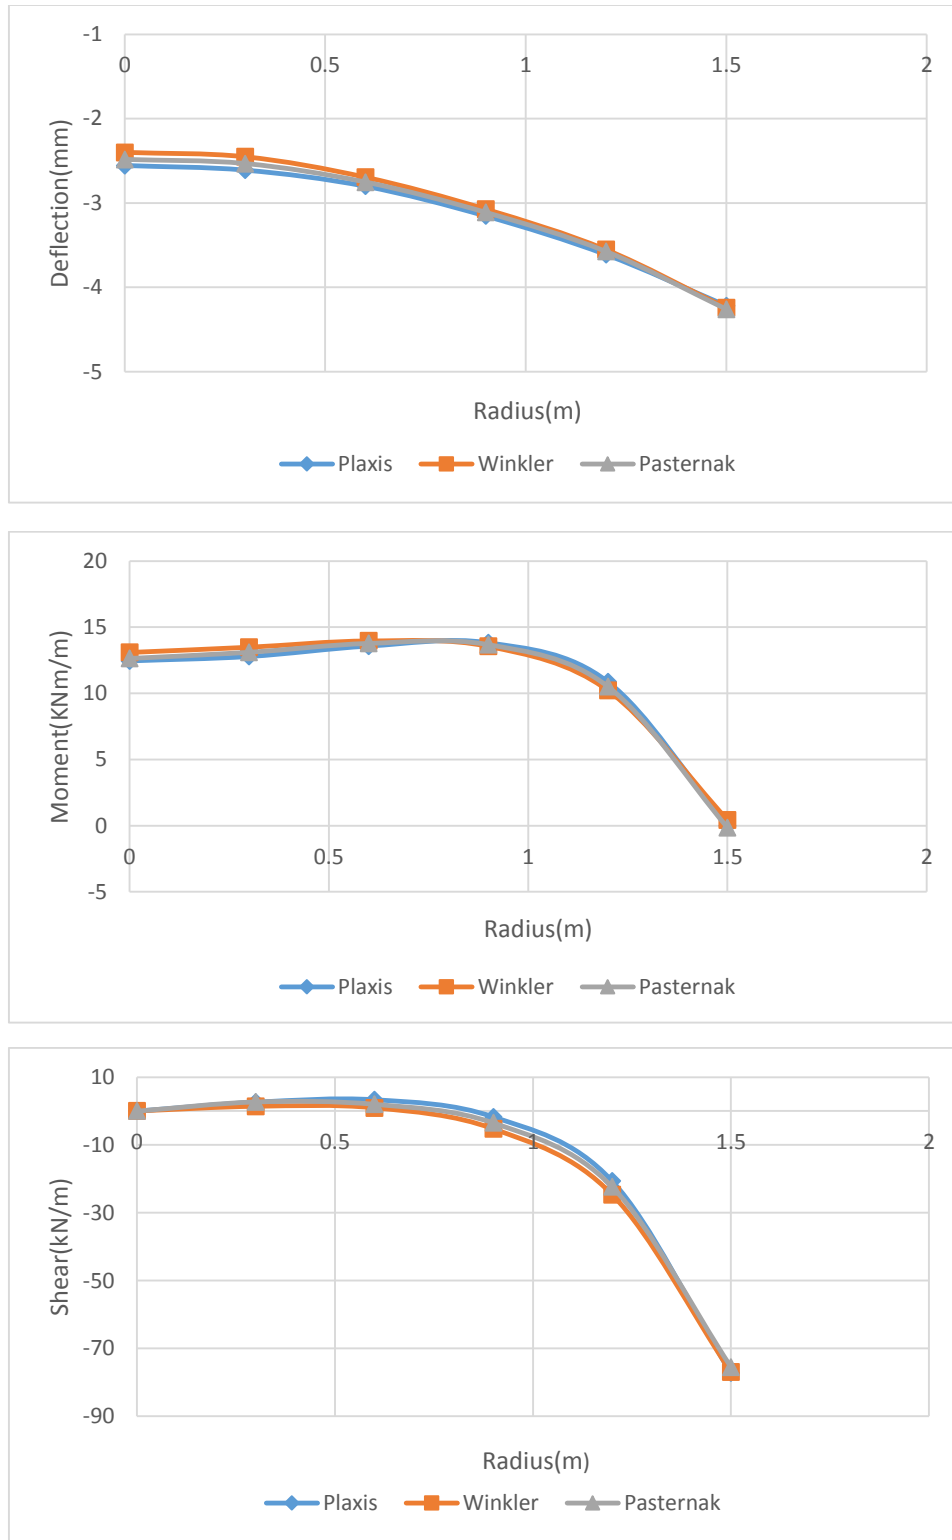 -1
0 0.5 1 1.5 2
-2
-3
-4
-5
Deflection(mm)
Radius(m)
Plaxis Winkler Pasternak
20
15
10
5
0
0 0.5 1 1.5 2
-5
Moment(KNm/m)
Radius(m)
Plaxis Winkler Pasternak
10
0 0.5 1 1.5 2
-10
-30
-50
-70
-90
Shear(kN/m)
Radius(m)
Plaxis Winkler Pasternak